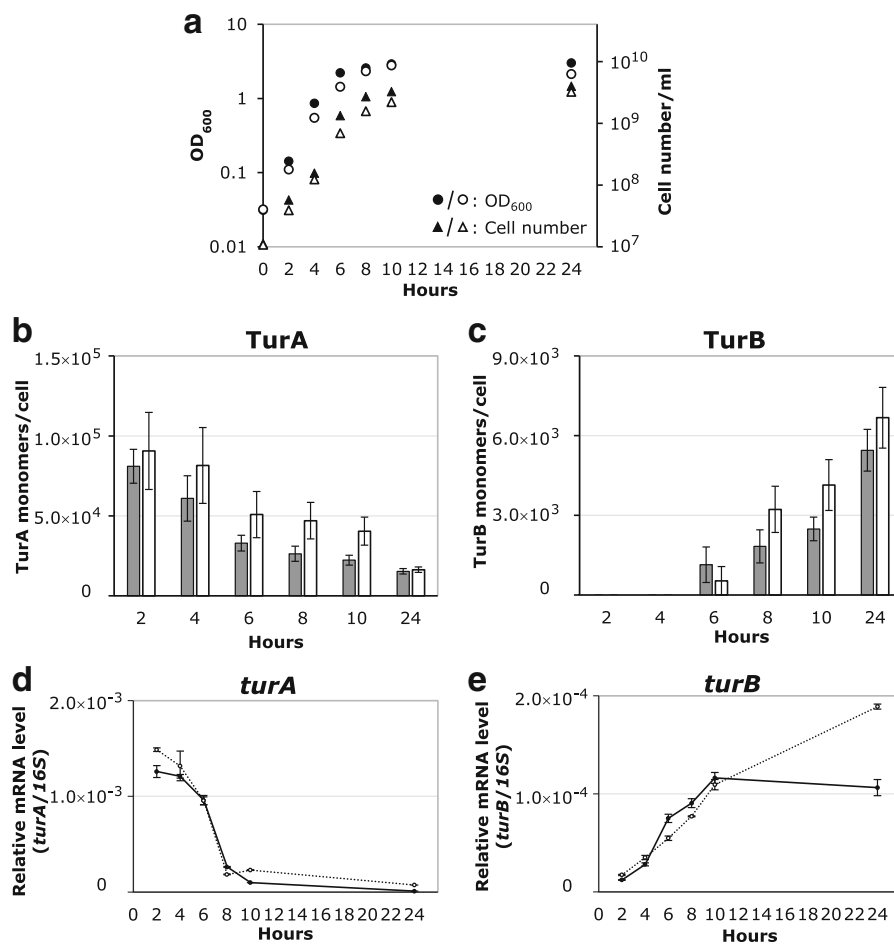 a
10
1
0.1
0.01
OD600
10^10
10^9
10^8
10^7
Cell number/ml
●/○ : OD600
▲/△ : Cell number
0 2 4 6 8 10 12 14 16 18 20 22 24
Hours
b
TurA
1.5×10^5
1.0×10^5
5.0×10^4
0
TurA monomers/cell
2 4 6 8 10 24
Hours
c
TurB
9.0×10^3
6.0×10^3
3.0×10^3
0
TurB monomers/cell
2 4 6 8 10 24
Hours
d
turA
2.0×10^-3
1.0×10^-3
0
Relative mRNA level
(turA/16S)
0 2 4 6 8 10 12 14 16 18 20 22 24
Hours
e
turB
2.0×10^-4
1.0×10^-4
0
Relative mRNA level
(turB/16S)
0 2 4 6 8 10 12 14 16 18 20 22 24
Hours